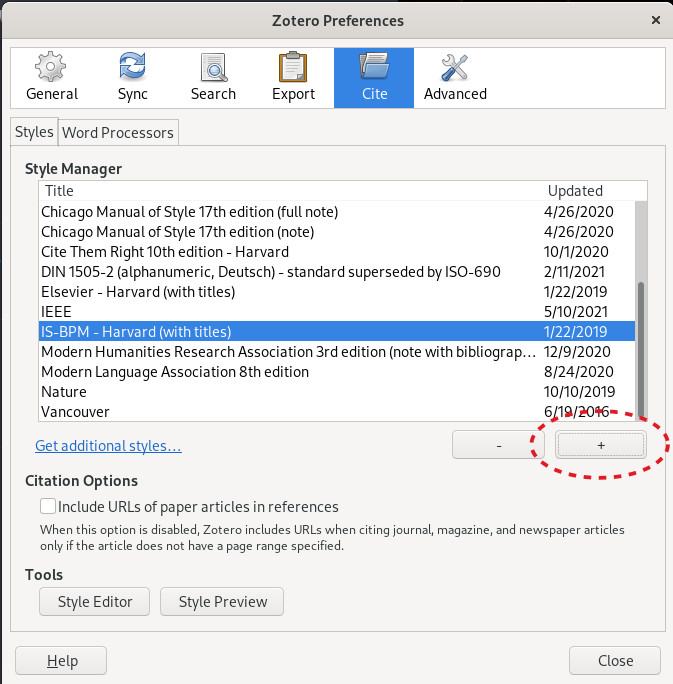 Zotero Preferences ×
General Sync Search Export Cite Advanced
Styles Word Processors
Style Manager
Title Updated
Chicago Manual of Style 17th edition (full note) 4/26/2020
Chicago Manual of Style 17th edition (note) 4/26/2020
Cite Them Right 10th edition - Harvard 10/1/2020
DIN 1505-2 (alphanumeric, Deutsch) - standard superseded by ISO-690 2/11/2021
Elsevier - Harvard (with titles) 1/22/2019
IEEE 5/10/2021
IS-BPM - Harvard (with titles) 1/22/2019
Modern Humanities Research Association 3rd edition (note with bibliograp... 12/9/2020
Modern Language Association 8th edition 8/24/2020
Nature 10/10/2019
Vancouver 6/19/2016
Get additional styles... - +
Citation Options
Include URLs of paper articles in references
When this option is disabled, Zotero includes URLs when citing journal, magazine, and newspaper articles
only if the article does not have a page range specified.
Tools
Style Editor Style Preview
Help Close